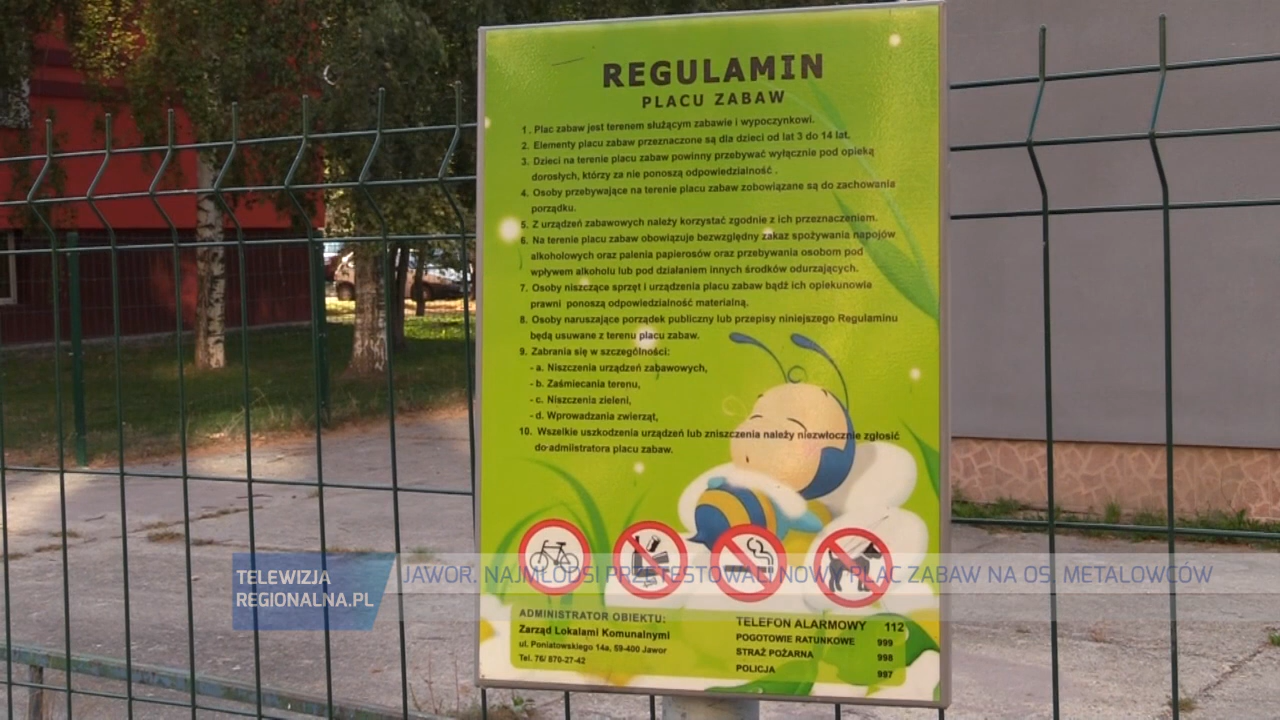 REGULAMIN
PLACU ZABAW
1. Plac zabaw jest terenem służącym zabawie i wypoczynkowi.
2. Elementy placu zabaw przeznaczone są dla dzieci od lat 3 do 14 lat.
3. Dzieci na terenie placu zabaw powinny przebywać wyłącznie pod opieką
dorosłych, którzy za nie ponoszą odpowiedzialność .
4. Osoby przebywające na terenie placu zabaw zobowiązane są do zachowania
porządku.
5. Z urządzeń zabawowych należy korzystać zgodnie z ich przeznaczeniem.
6. Na terenie placu zabaw obowiązuje bezwzględny zakaz spożywania napojów
alkoholowych oraz palenia papierosów oraz przebywania osobom pod
wpływem alkoholu lub pod działaniem innych środków odurzających.
7. Osoby niszczące sprzęt i urządzenia placu zabaw bądź ich opiekunowie
prawni ponoszą odpowiedzialność materialną.
8. Osoby naruszające porządek publiczny lub przepisy niniejszego Regulaminu
będą usuwane z terenu placu zabaw.
9. Zabrania się w szczególności:
- a. Niszczenia urządzeń zabawowych,
- b. Zaśmiecania terenu,
- c. Niszczenia zieleni,
- d. Wprowadzania zwierząt,
10. Wszelkie uszkodzenia urządzeń lub zniszczenia należy niezwłocznie zgłosić
do admiistratora placu zabaw.
TELEWIZJA
REGIONALNA.PL
JAWOR. NAJMŁODSI PRZETESTOWALI NOWY PLAC ZABAW NA OS. METALOWCÓW
ADMINISTRATOR OBIEKTU:
Zarząd Lokalami Komunalnymi
ul. Poniatowskiego 14a, 59-400 Jawor
Tel. 76/ 870-27-42
TELEFON ALARMOWY 112
POGOTOWIE RATUNKOWE 999
STRAŻ POŻARNA 998
POLICJA 997